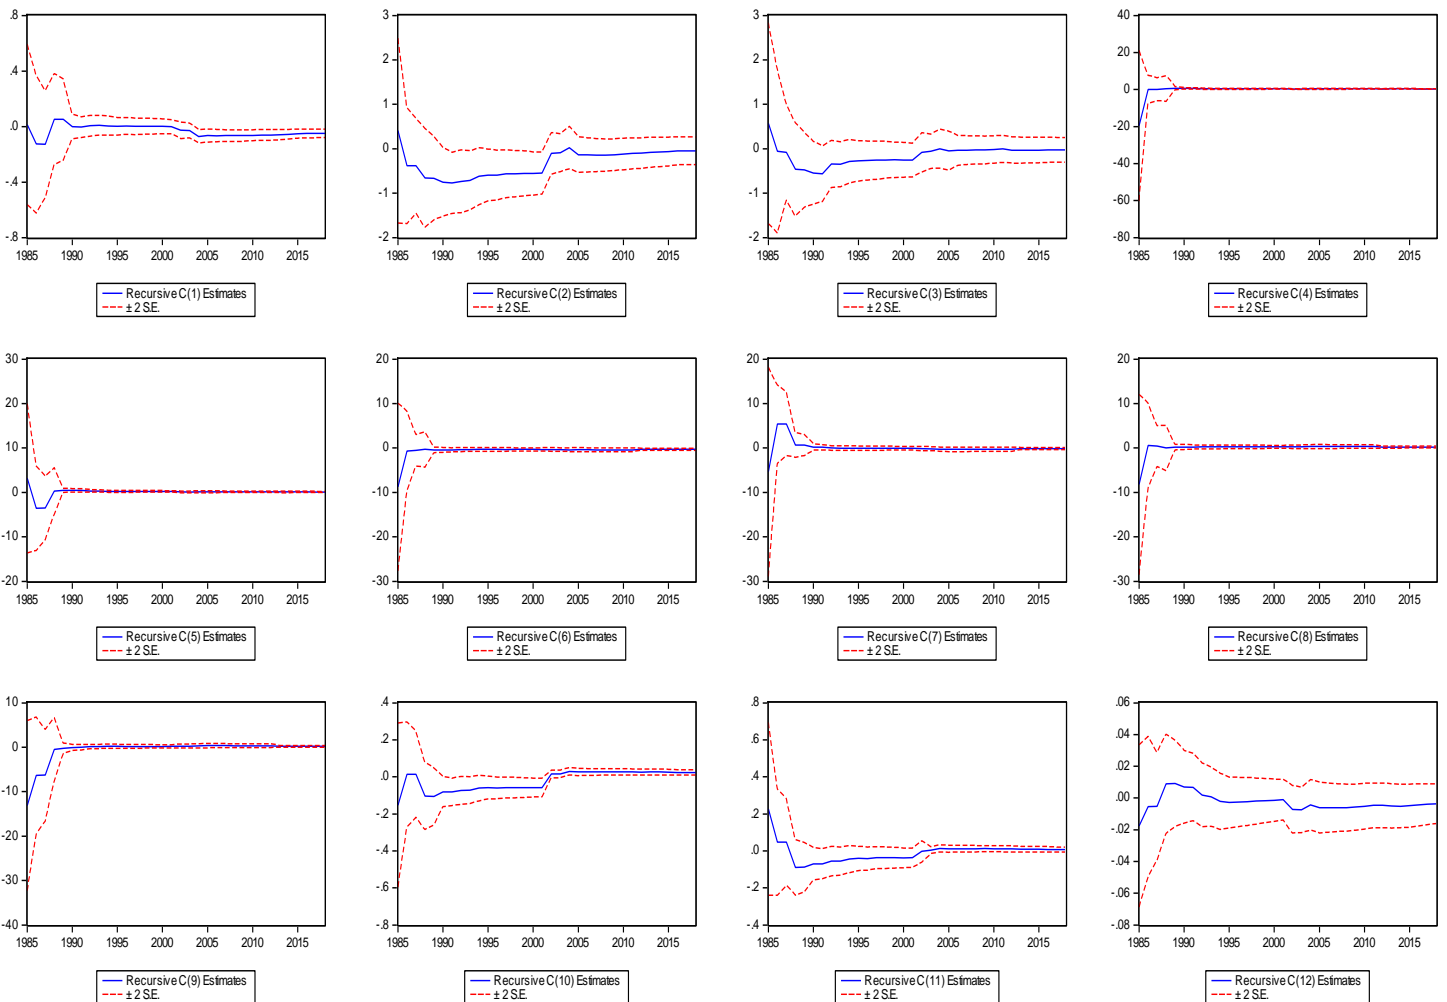 .8
.4
.0
-.4
-.8
1985 1990 1995 2000 2005 2010 2015
Recursive C(1) Estimates
± 2 S.E.
3
2
1
0
-1
-2
1985 1990 1995 2000 2005 2010 2015
Recursive C(2) Estimates
± 2 S.E.
3
2
1
0
-1
-2
1985 1990 1995 2000 2005 2010 2015
Recursive C(3) Estimates
± 2 S.E.
40
20
0
-20
-40
-60
-80
1985 1990 1995 2000 2005 2010 2015
Recursive C(4) Estimates
± 2 S.E.
30
20
10
0
-10
-20
1985 1990 1995 2000 2005 2010 2015
Recursive C(5) Estimates
± 2 S.E.
20
10
0
-10
-20
-30
1985 1990 1995 2000 2005 2010 2015
Recursive C(6) Estimates
± 2 S.E.
20
10
0
-10
-20
-30
1985 1990 1995 2000 2005 2010 2015
Recursive C(7) Estimates
± 2 S.E.
20
10
0
-10
-20
-30
1985 1990 1995 2000 2005 2010 2015
Recursive C(8) Estimates
± 2 S.E.
10
0
-10
-20
-30
-40
1985 1990 1995 2000 2005 2010 2015
Recursive C(9) Estimates
± 2 S.E.
.4
.2
.0
-.2
-.4
-.6
-.8
1985 1990 1995 2000 2005 2010 2015
Recursive C(10) Estimates
± 2 S.E.
.8
.6
.4
.2
.0
-.2
-.4
1985 1990 1995 2000 2005 2010 2015
Recursive C(11) Estimates
± 2 S.E.
.06
.04
.02
.00
-.02
-.04
-.06
-.08
1985 1990 1995 2000 2005 2010 2015
Recursive C(12) Estimates
± 2 S.E.